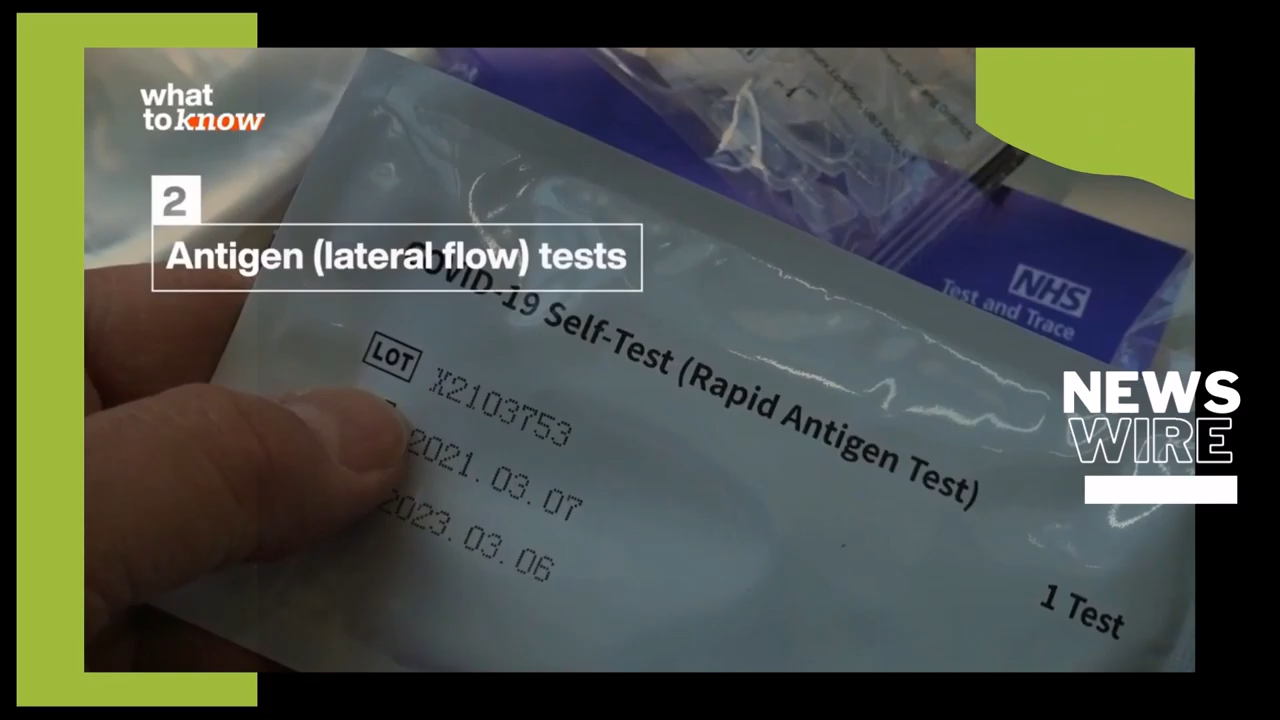 what
to know
2
Antigen (lateral flow) tests
COVID-19 Self-Test (Rapid Antigen Test)
LOT X2103753
2021.03.07
2023.03.06
1 Test
NHS
Test and Trace
NEWS
WIRE